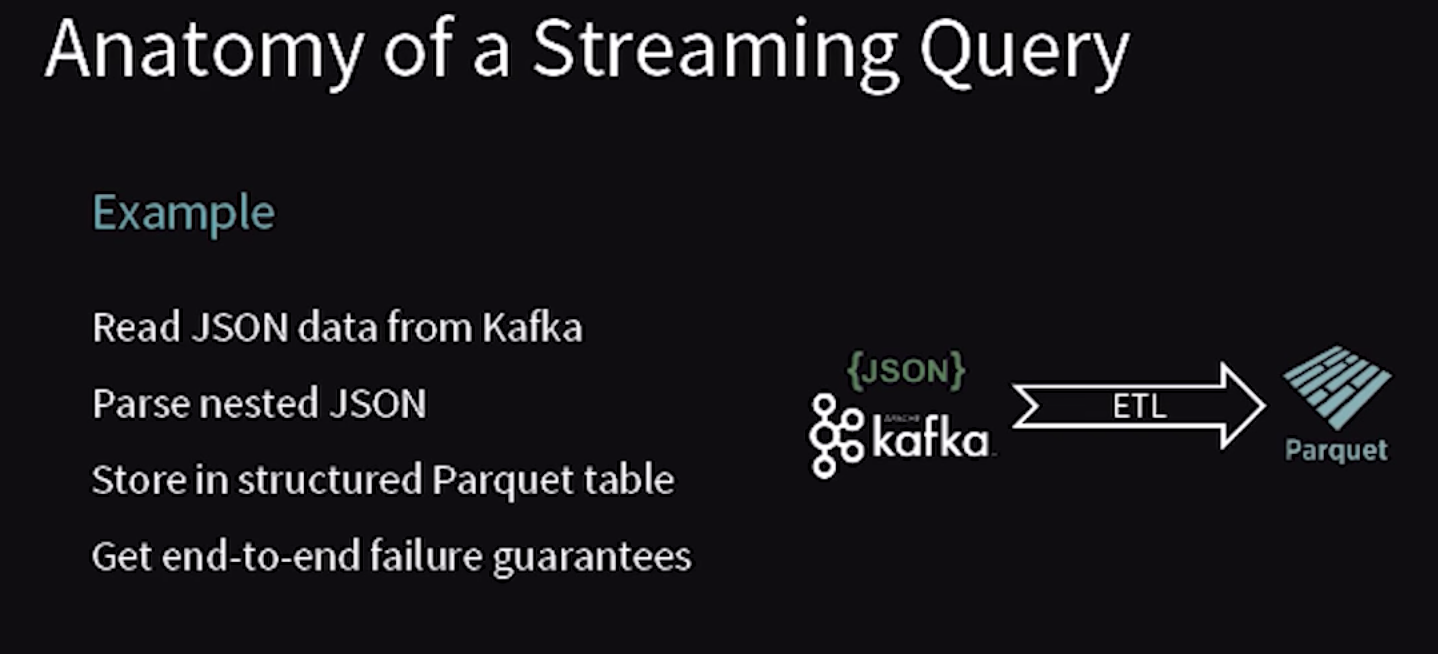 Anatomy of a Streaming Query
Example
Read JSON data from Kafka
Parse nested JSON
Store in structured Parquet table
Get end-to-end failure guarantees
{JSON}
APACHE
kafka
ETL
Parquet